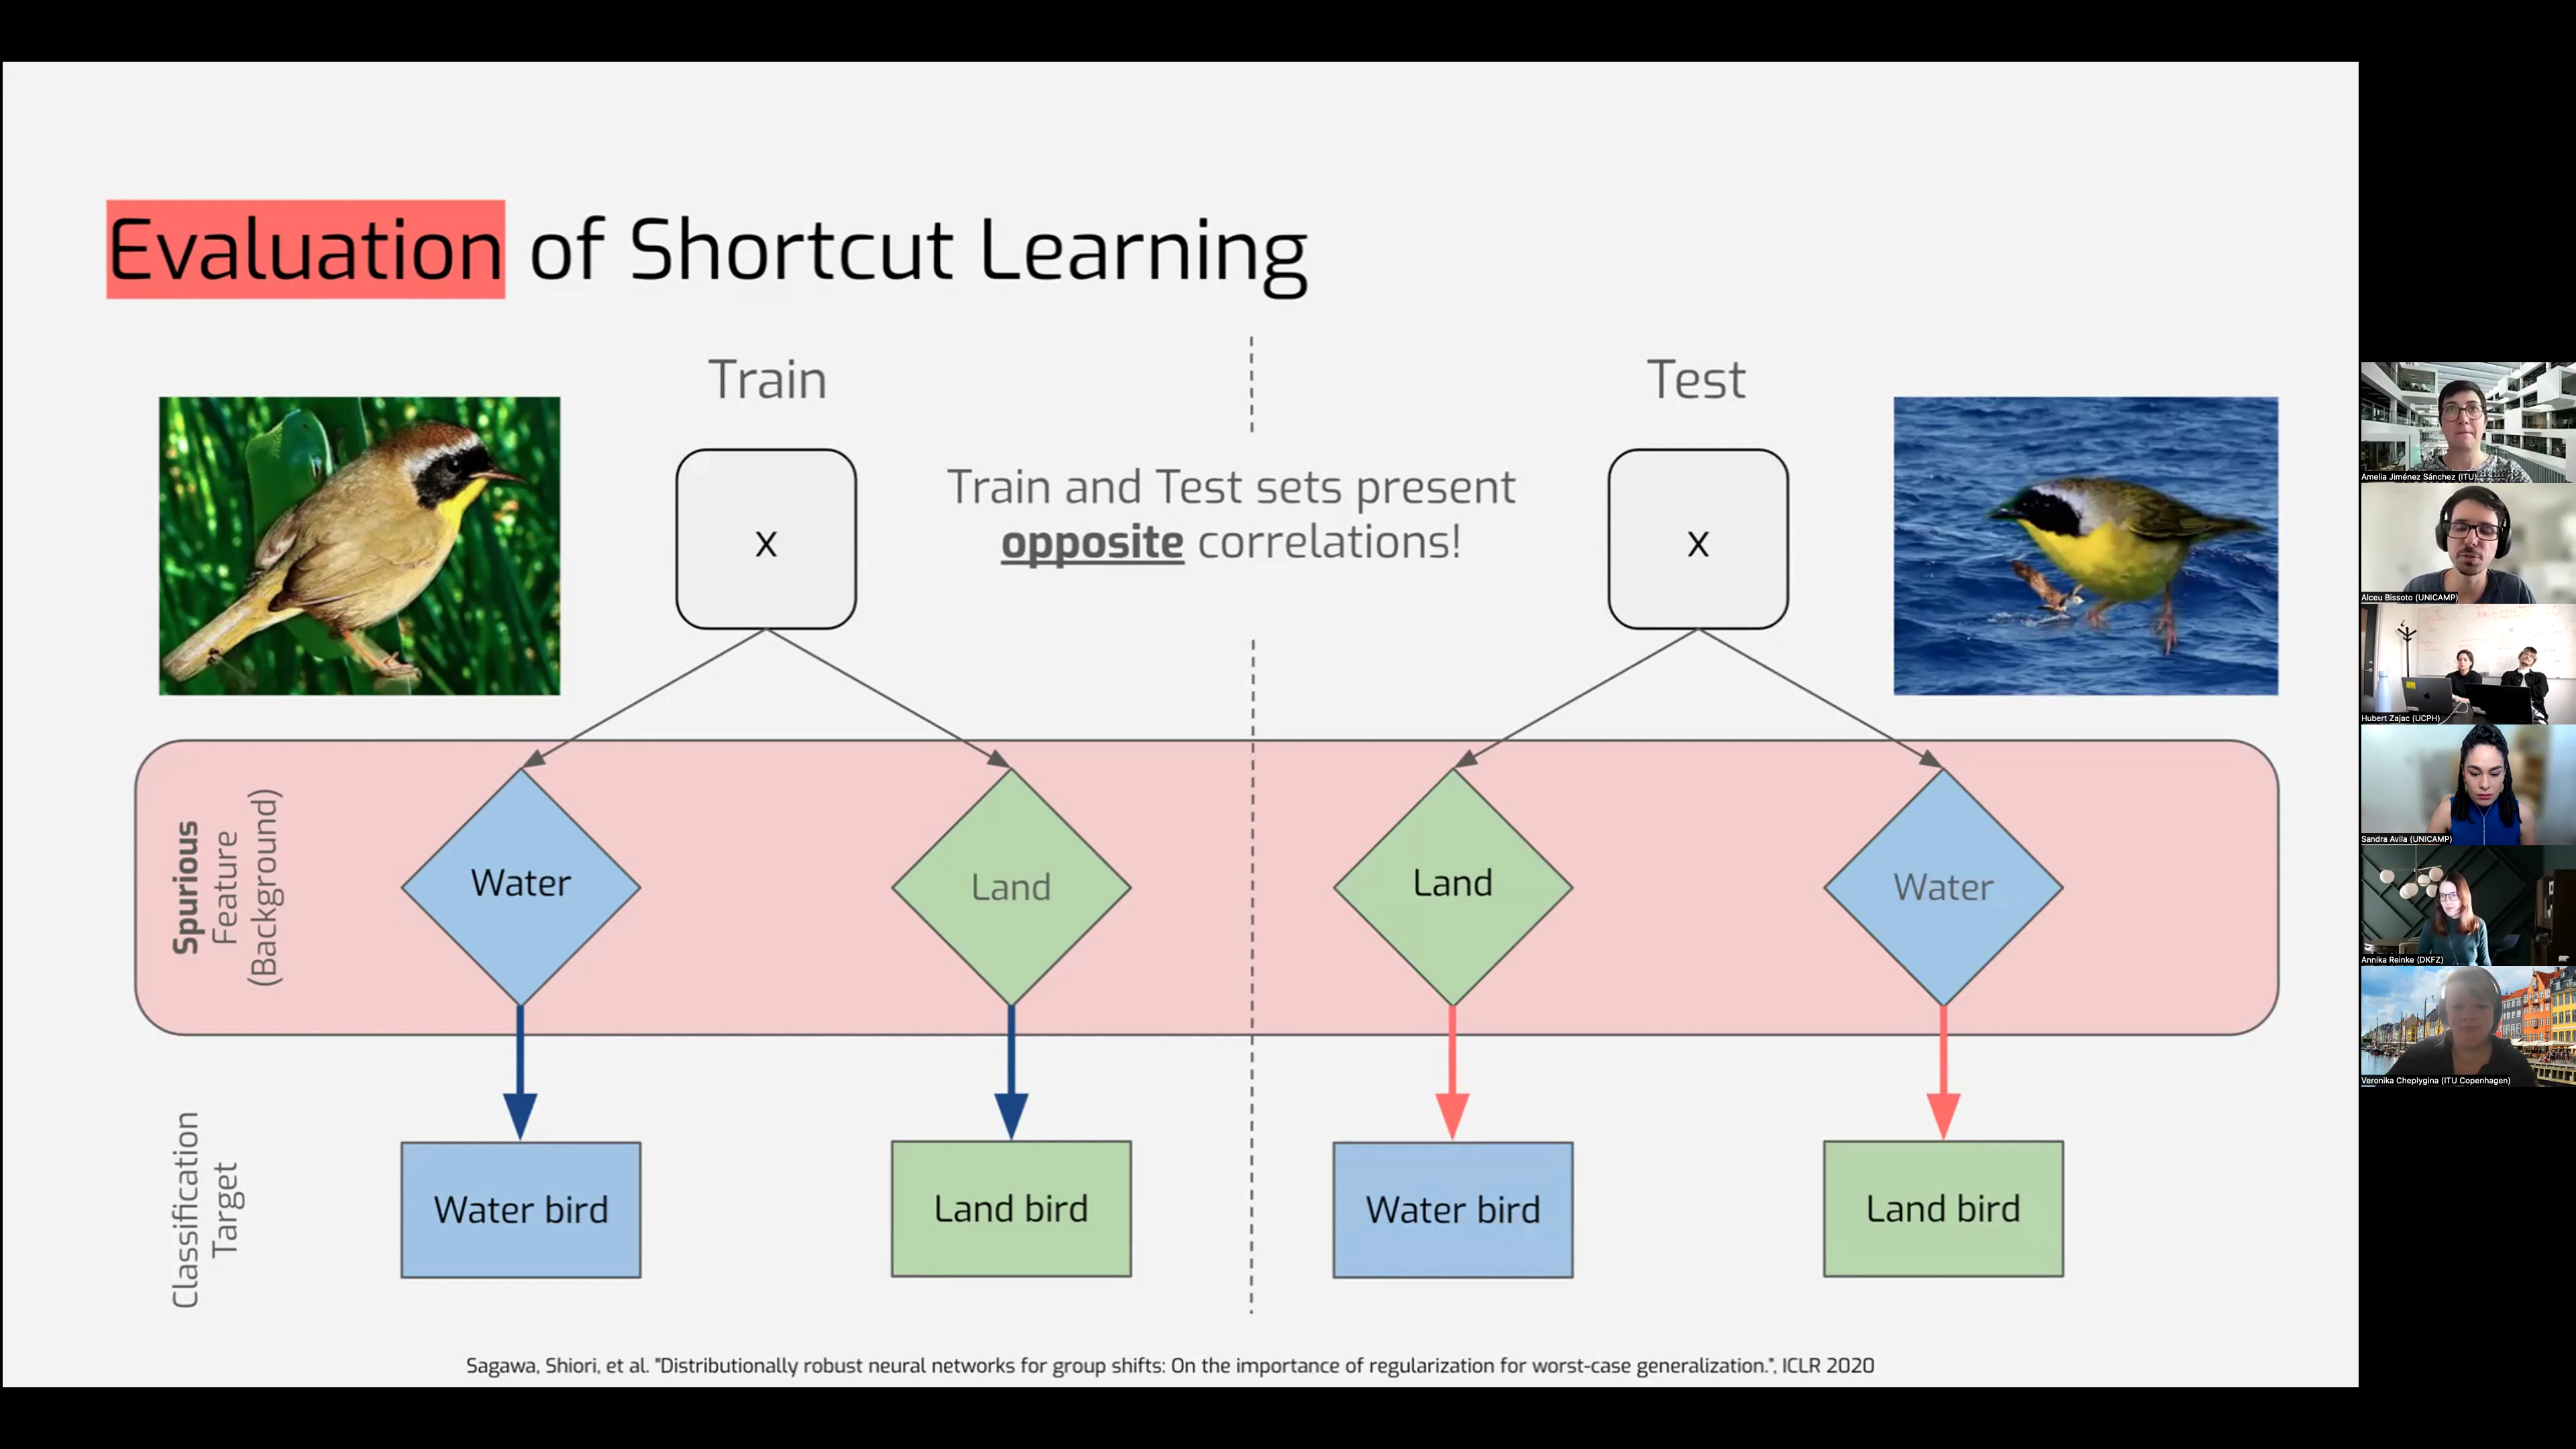 Evaluation of Shortcut Learning
Train
Test
x
Train and Test sets present
opposite correlations!
x
Spurious
Feature
(Background)
Water
Land
Land
Water
Classification
Target
Water bird
Land bird
Water bird
Land bird
Sagawa, Shiori, et al. "Distributionally robust neural networks for group shifts: On the importance of regularization for worst-case generalization.", ICLR 2020
Amelia Jiménez Sánchez (ITU)
Alceu Bissoto (UNICAMP)
Hubert Zajac (UCPH)
Sandra Avila (UNICAMP)
Annika Reinke (DKFZ)
Veronika Cheplygina (ITU Copenhagen)